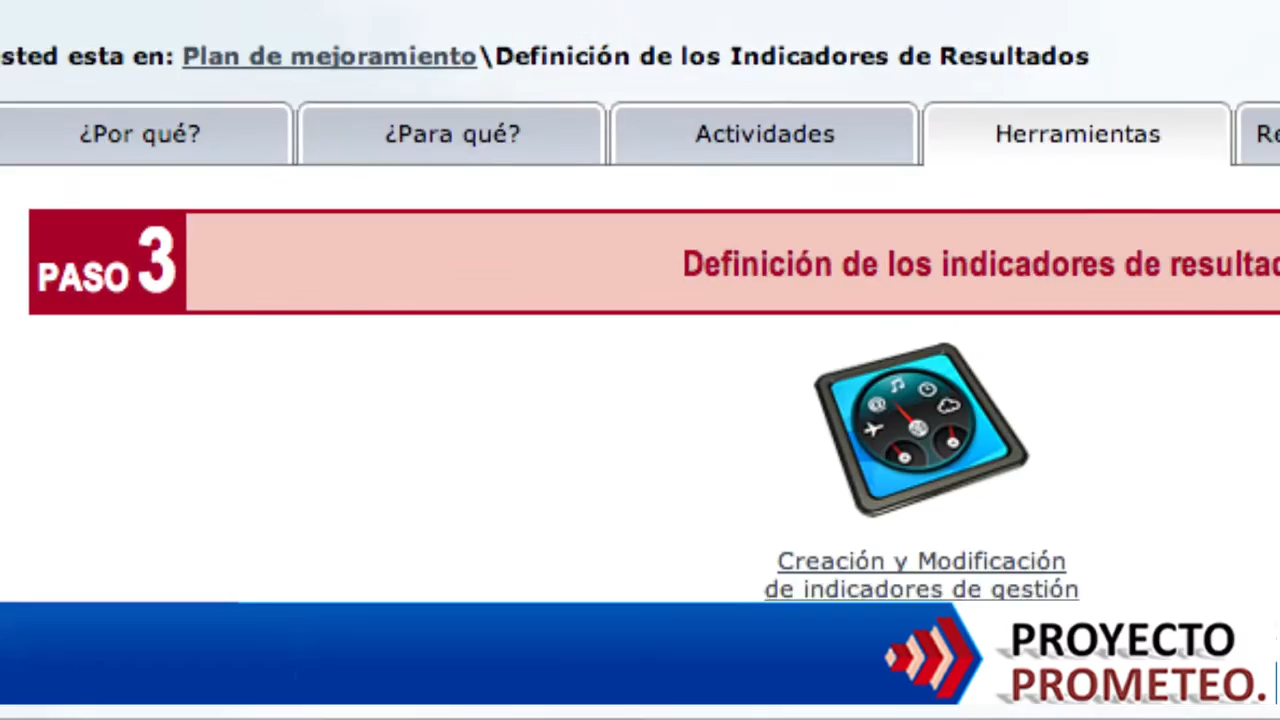 sted esta en: Plan de mejoramiento\Definición de los Indicadores de Resultados
¿Por qué? ¿Para qué? Actividades Herramientas Re
PASO 3
Definición de los indicadores de resultad
Creación y Modificación
de indicadores de gestión
PROYECTO
PROMETEO.